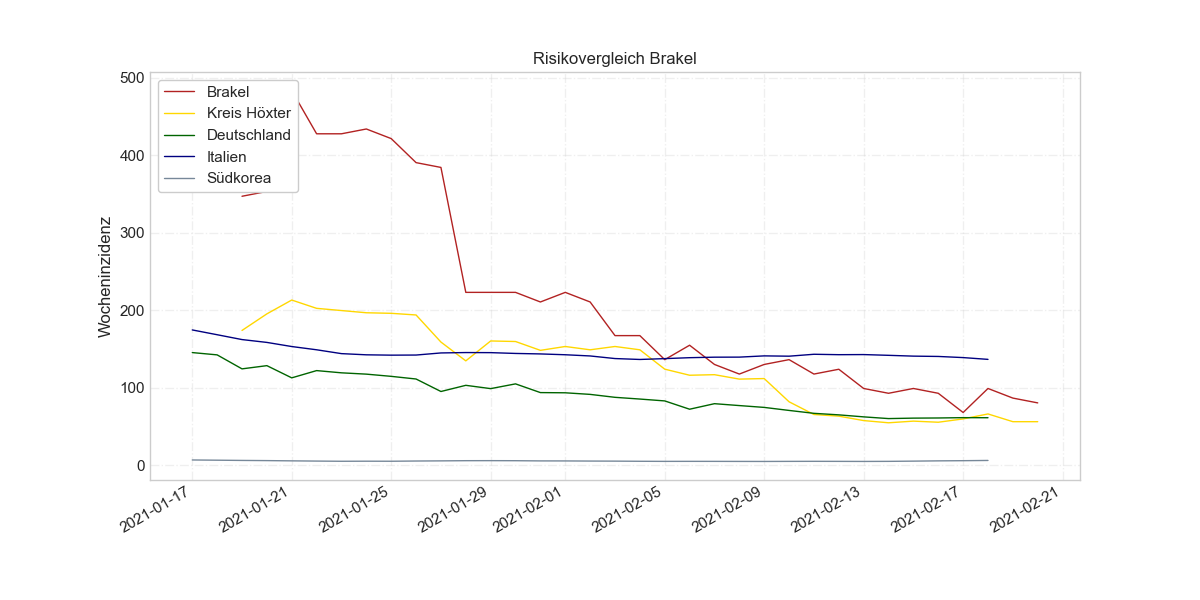 Risikovergleich Brakel
Brakel
Kreis Höxter
Deutschland
Italien
Südkorea
Wocheninzidenz
500
400
300
200
100
0
2021-01-17
2021-01-21
2021-01-25
2021-01-29
2021-02-01
2021-02-05
2021-02-09
2021-02-13
2021-02-17
2021-02-21